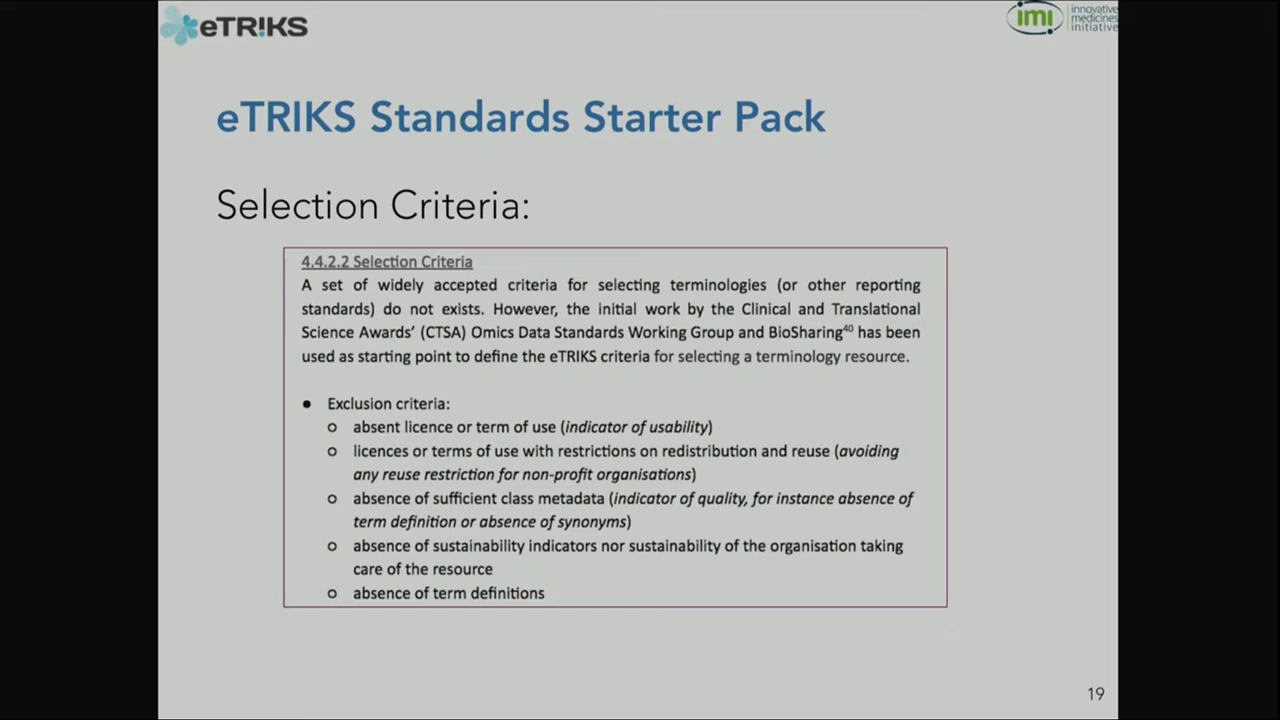 eTR!KS
imi innovative
medicines
initiative
eTRIKS Standards Starter Pack
Selection Criteria:
4.4.2.2 Selection Criteria
A set of widely accepted criteria for selecting terminologies (or other reporting
standards) do not exists. However, the initial work by the Clinical and Translational
Science Awards’ (CTSA) Omics Data Standards Working Group and BioSharing40 has been
used as starting point to define the eTRIKS criteria for selecting a terminology resource.
● Exclusion criteria:
o absent licence or term of use (indicator of usability)
o licences or terms of use with restrictions on redistribution and reuse (avoiding
any reuse restriction for non-profit organisations)
o absence of sufficient class metadata (indicator of quality, for instance absence of
term definition or absence of synonyms)
o absence of sustainability indicators nor sustainability of the organisation taking
care of the resource
o absence of term definitions
19